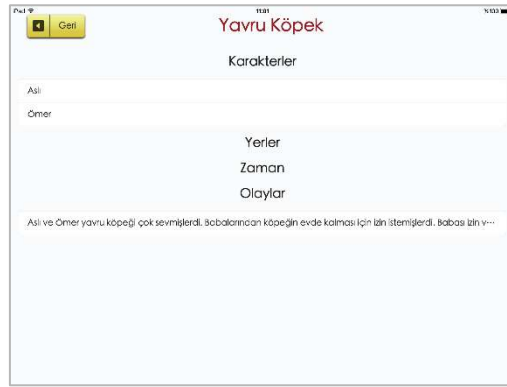 iPad 11:01 %100
Geri
Yavru Köpek
Karakterler
Aslı
Ömer
Yerler
Zaman
Olaylar
Aslı ve Ömer yavru köpeği çok sevmişlerdi. Babalarından köpeğin evde kalması için izin istemişlerdi. Babası izin v...